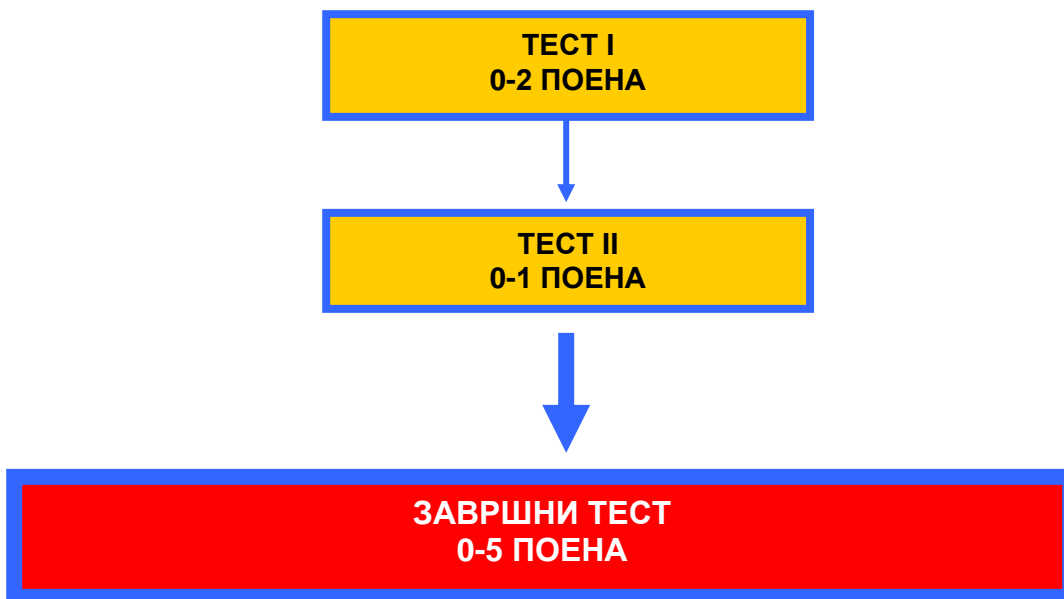 ТЕСТ I
0-2 ПОЕНА
ТЕСТ II
0-1 ПОЕНА
ЗАВРШНИ ТЕСТ
0-5 ПОЕНА